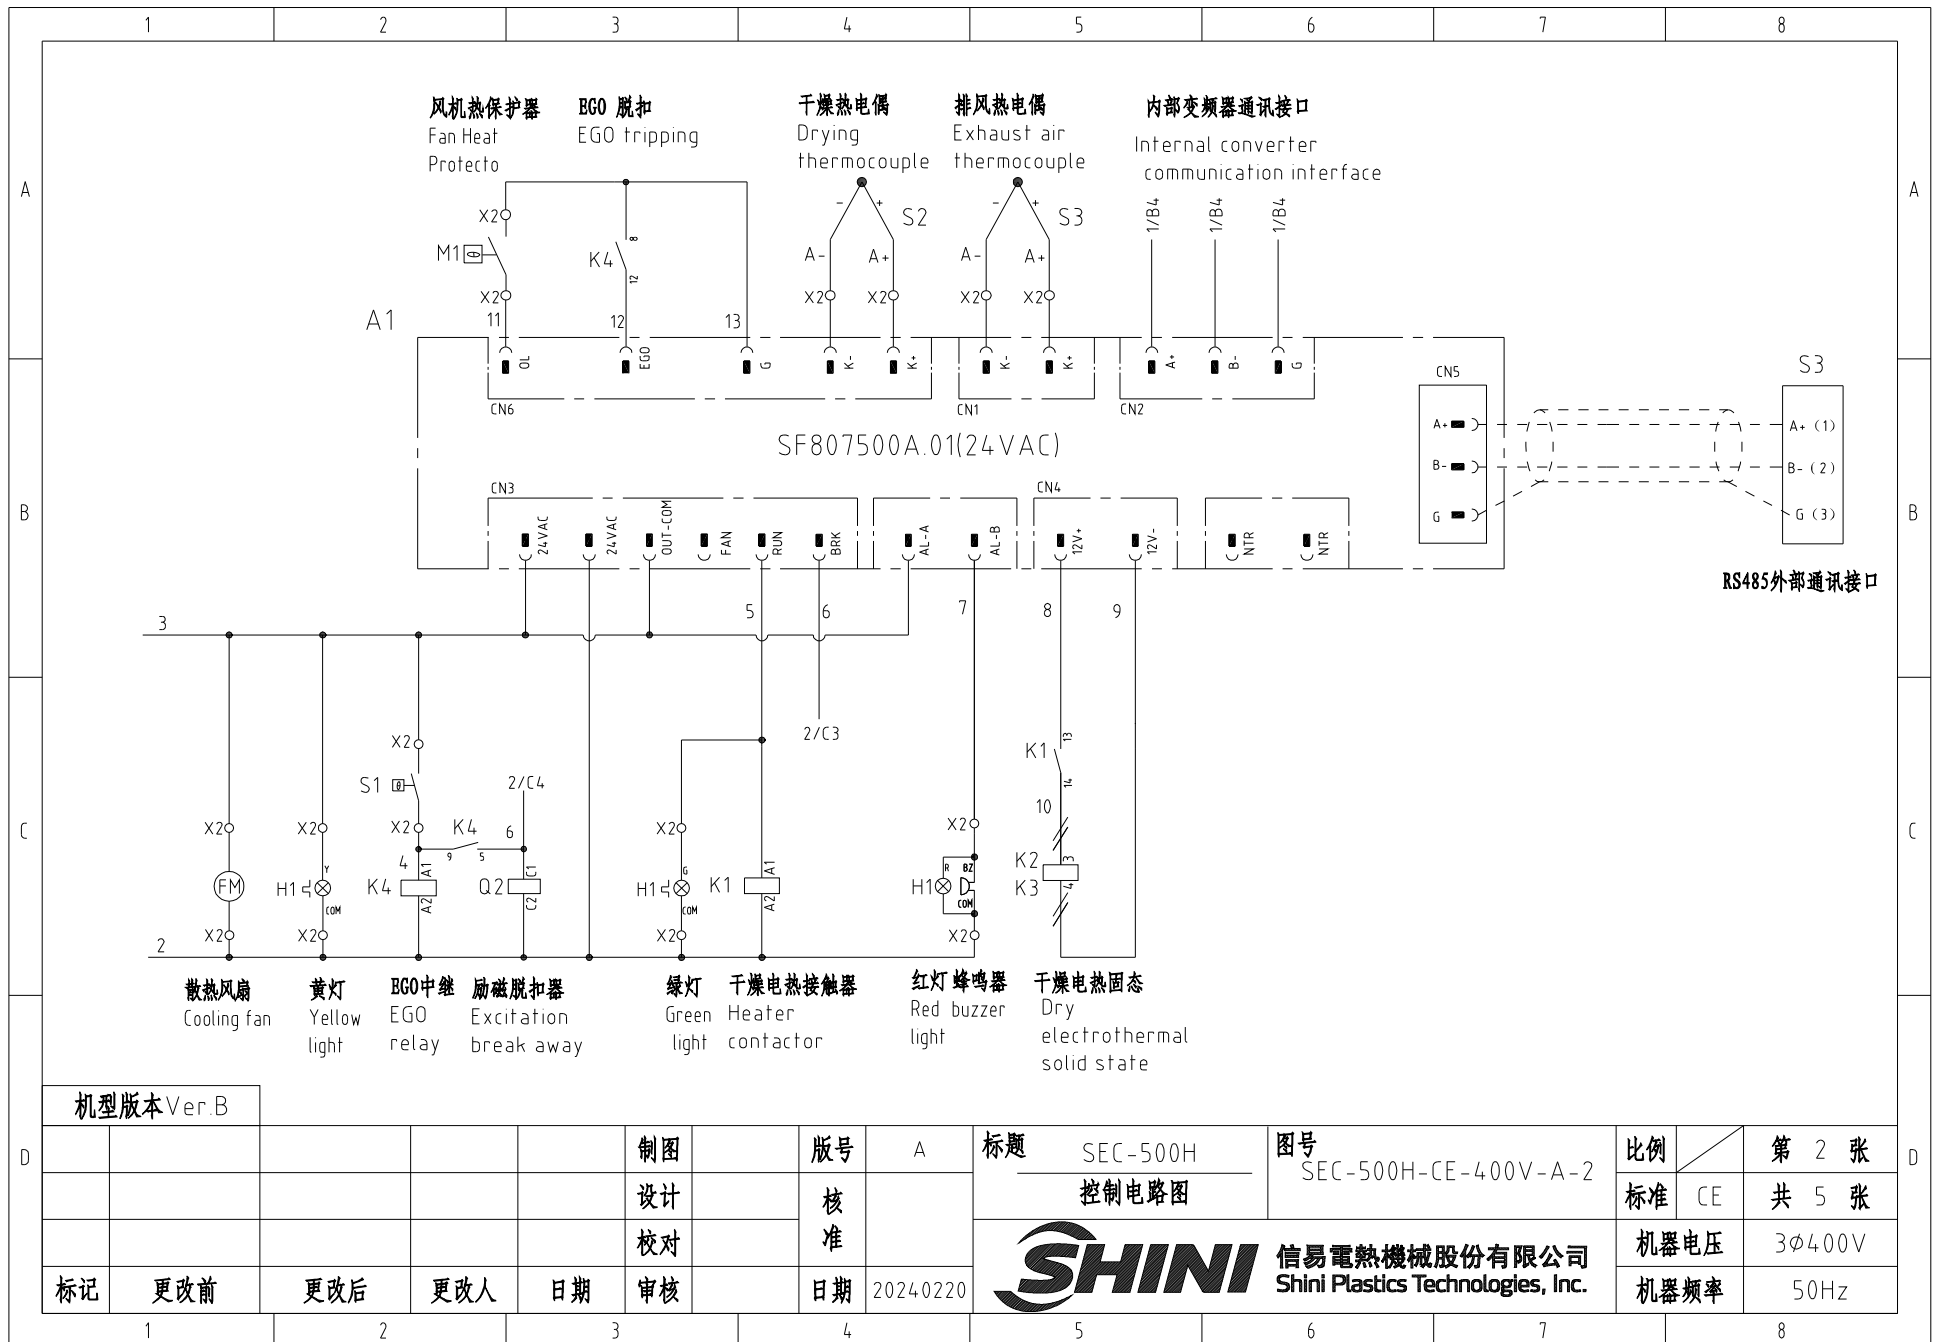 1 2 3 4 5 6 7 8
风机热保护器
Fan Heat
Protecto
EGO 脱扣
EGO tripping
干燥热电偶
Drying
thermocouple
排风热电偶
Exhaust air
thermocouple
内部变频器通讯接口
Internal converter
communication interface
A A
X2 - + S2 - + S3 1/B4 1/B4 1/B4
M1 θ K4 8 12 A- A+ A- A+
X2 X2 X2 X2 X2
A1 11 12 13
OL EGO G K- K+ K- K+ A+ B- G
CN6 CN1 CN2
CN5 S3
A+ A+ (1)
SF807500A.01(24VAC)
B- B- (2)
G G (3)
CN3 CN4
B B
24VAC 24VAC OUT-COM FAN RUN BRK AL-A AL-B 12V+ 12V- NTR NTR
RS485外部通讯接口
3 5 6 7 8 9
X2 2/C3 K1 13 14
S1 θ 2/C4 10
C C
X2 X2 X2 K4 9 5 6 X2 X2
4 A1 C1 A1 R BZ K2 3
FM H1 Y COM K4 A2 Q2 C2 H1 G COM K1 A2 H1 COM K3 4
2 X2 X2 X2 X2
散热风扇
Cooling fan
黄灯
Yellow
light
EGO中继
EGO
relay
励磁脱扣器
Excitation
break away
绿灯
Green
light
干燥电热接触器
Heater
contactor
红灯 蜂鸣器
Red buzzer
light
干燥电热固态
Dry
electrothermal
solid state
机型版本Ver.B
D D
制图 版号 A 标题 SEC-500H 图号 SEC-500H-CE-400V-A-2 比例 第 2 张
设计 核准 控制电路图 标准 CE 共 5 张
校对 SHINI 信易電熱機械股份有限公司 机器电压 3Φ400V
标记 更改前 更改后 更改人 日期 审核 日期 20240220 Shini Plastics Technologies, Inc. 机器频率 50Hz
1 2 3 4 5 6 7 8